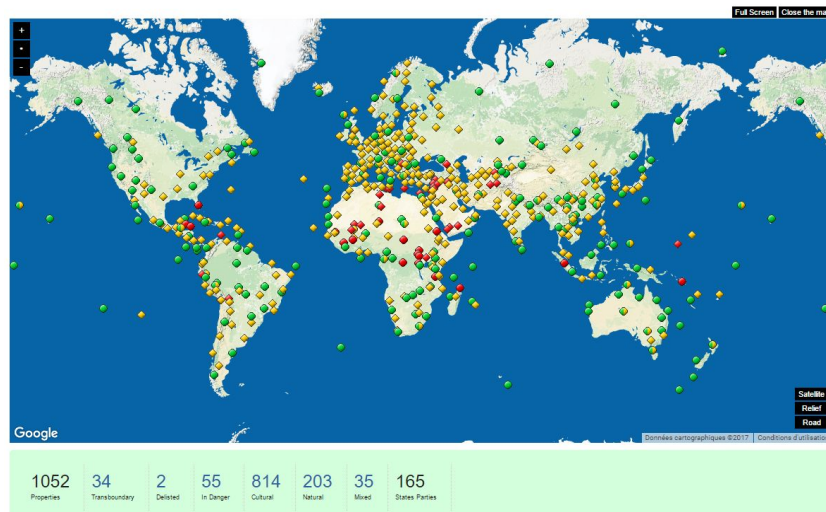 Full Screen
Close the ma
+
-
Satellite
Relief
Road
Google
Données cartographiques ©2017
Conditions d'utilisatio
1052 34 2 55 814 203 35 165
Properties Transboundary Delisted In Danger Cultural Natural Mixed States Parties